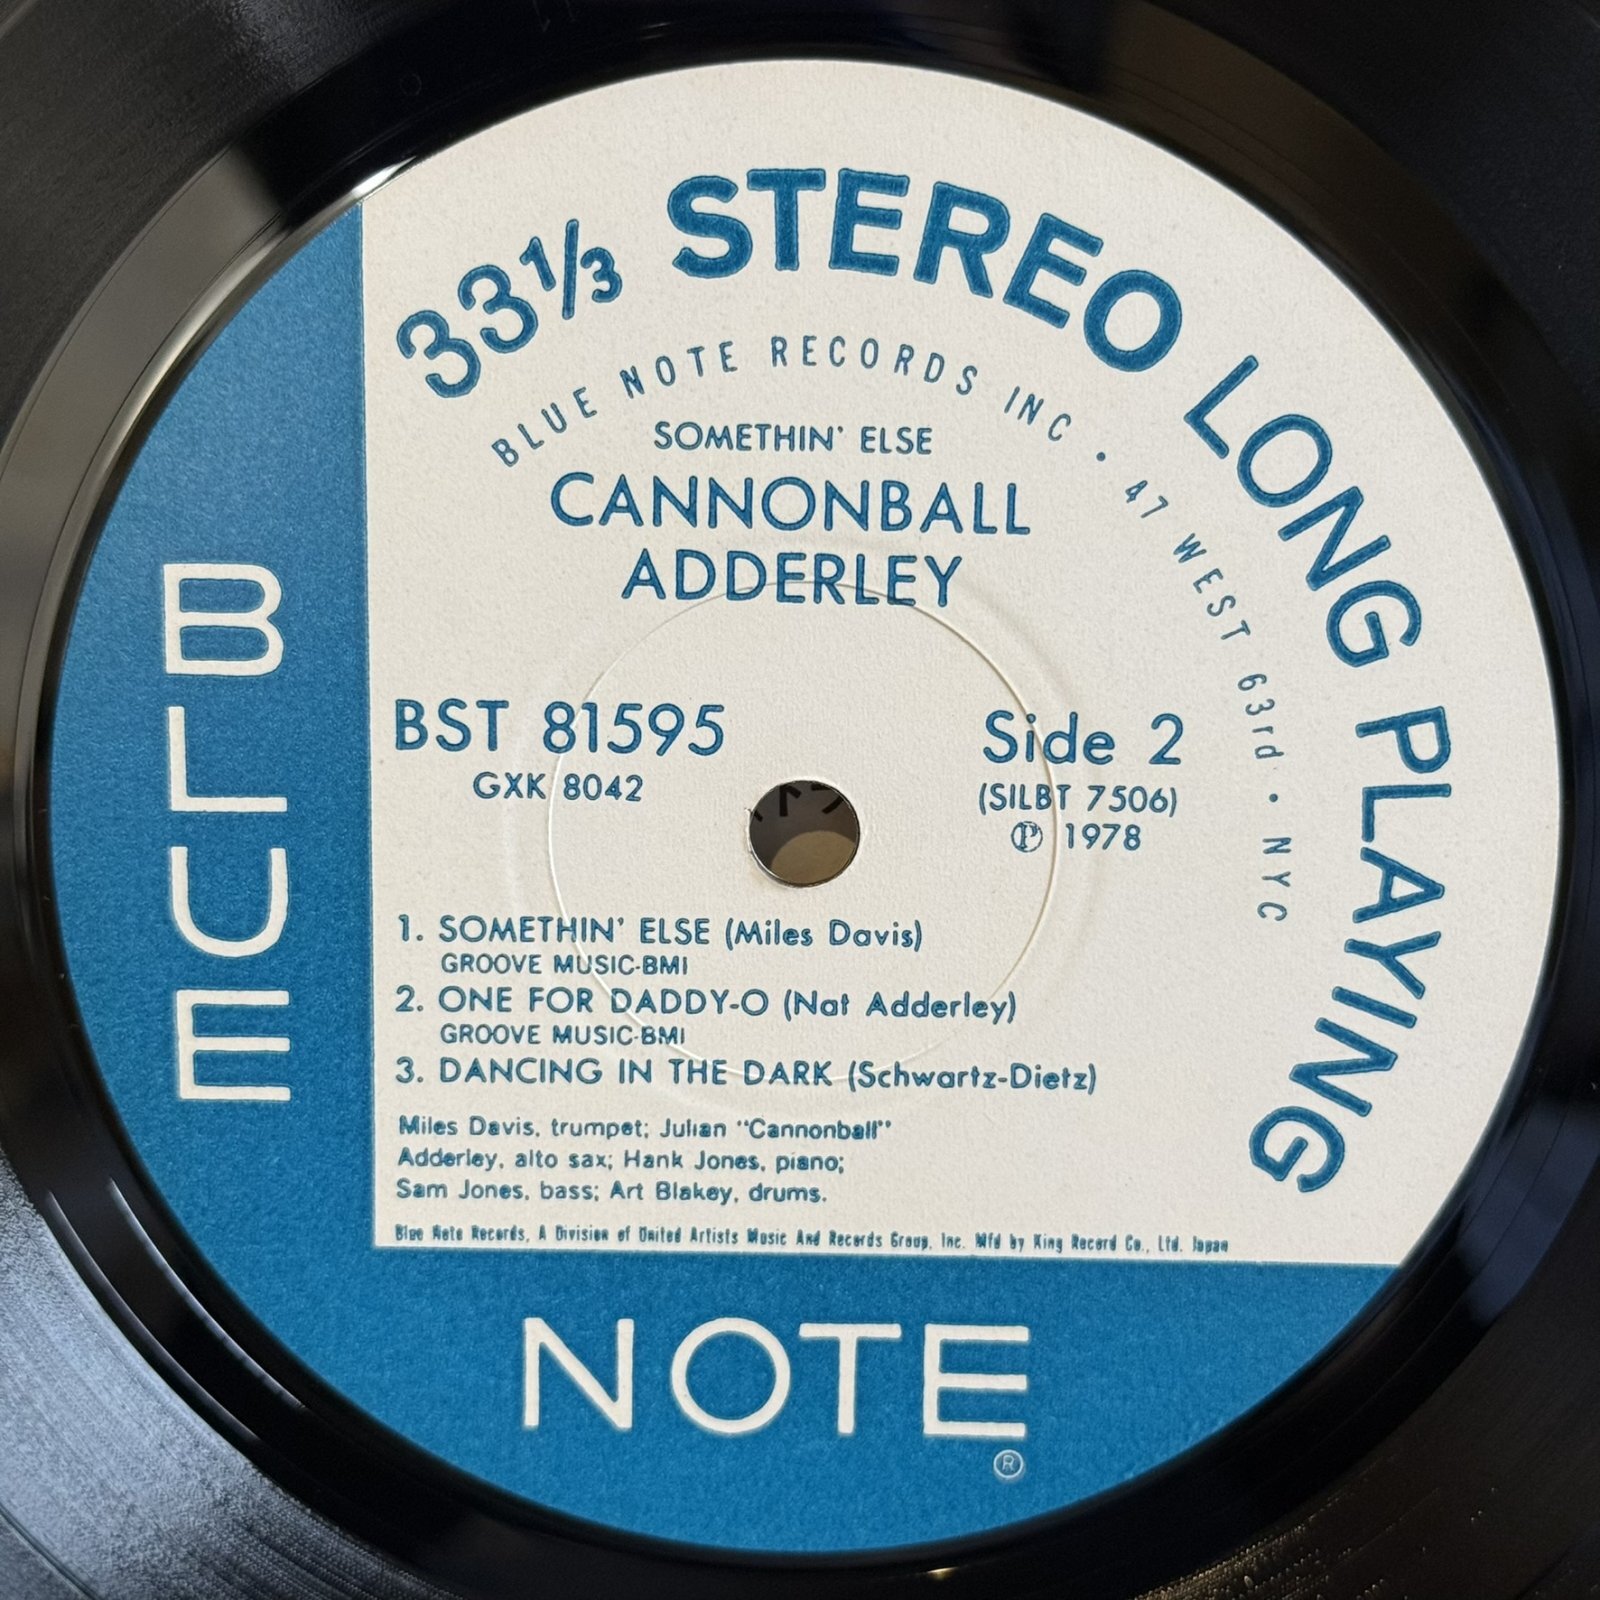 33⅓ STEREO LONG PLAYING
BLUE NOTE RECORDS INC • 47 WEST 63rd • NYC
SOMETHIN' ELSE
CANNONBALL
ADDERLEY
BST 81595
GXK 8042
Side 2
(SILBT 7506)
Ⓟ 1978
1. SOMETHIN' ELSE (Miles Davis)
GROOVE MUSIC-BMI
2. ONE FOR DADDY-O (Nat Adderley)
GROOVE MUSIC-BMI
3. DANCING IN THE DARK (Schwartz-Dietz)
Miles Davis, trumpet; Julian "Cannonball"
Adderley, alto sax; Hank Jones, piano;
Sam Jones, bass; Art Blakey, drums.
Blue Note Records, A Division of United Artists Music And Records Group, Inc. Mfd by King Record Co., Ltd. Japan
BLUE
NOTE
®